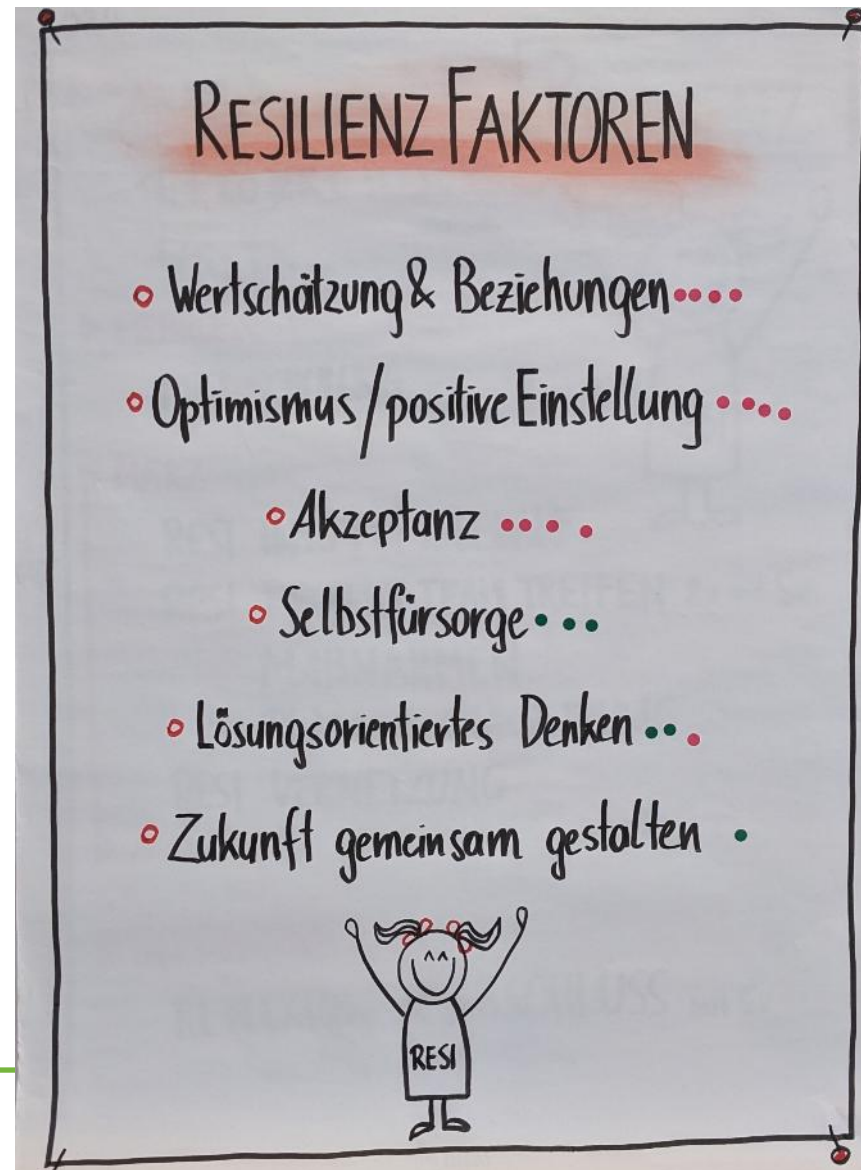 RESILIENZ FAKTOREN
Wertschätzung & Beziehungen
Optimismus / positive Einstellung
Akzeptanz
Selbstfürsorge
Lösungsorientiertes Denken
Zukunft gemeinsam gestalten
RESI